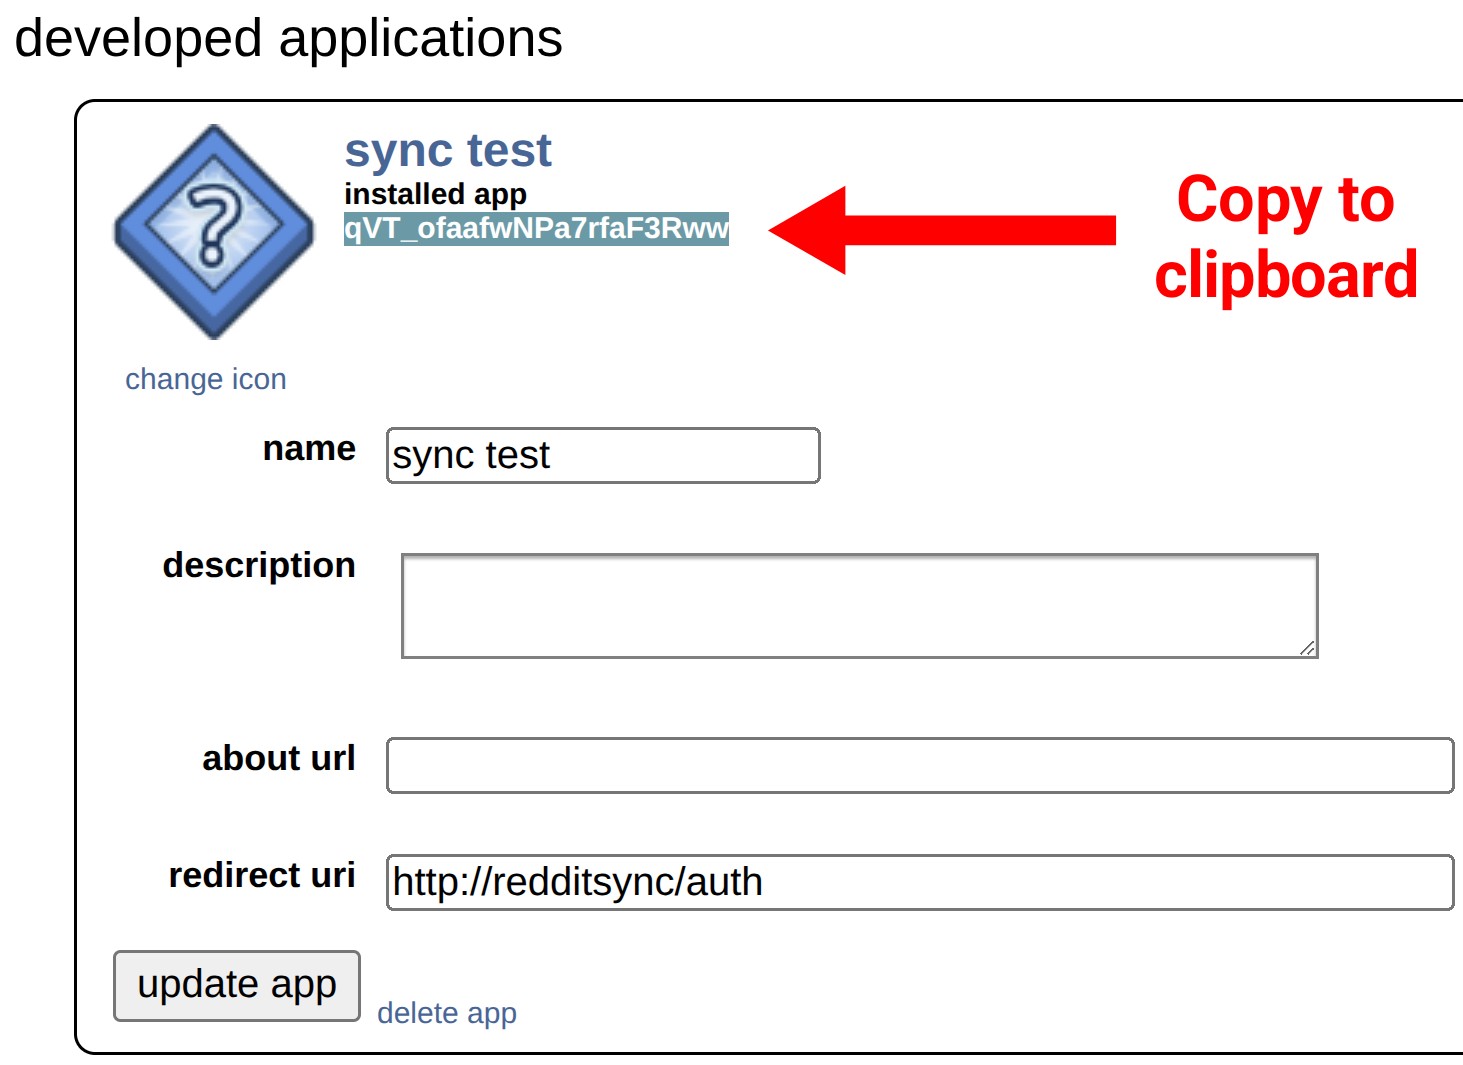 developed applications
sync test
installed app
qVT_ofaafwNPa7rfaF3Rww
Copy to
clipboard
change icon
name
sync test
description
about url
redirect uri
http://redditsync/auth
update app
delete app